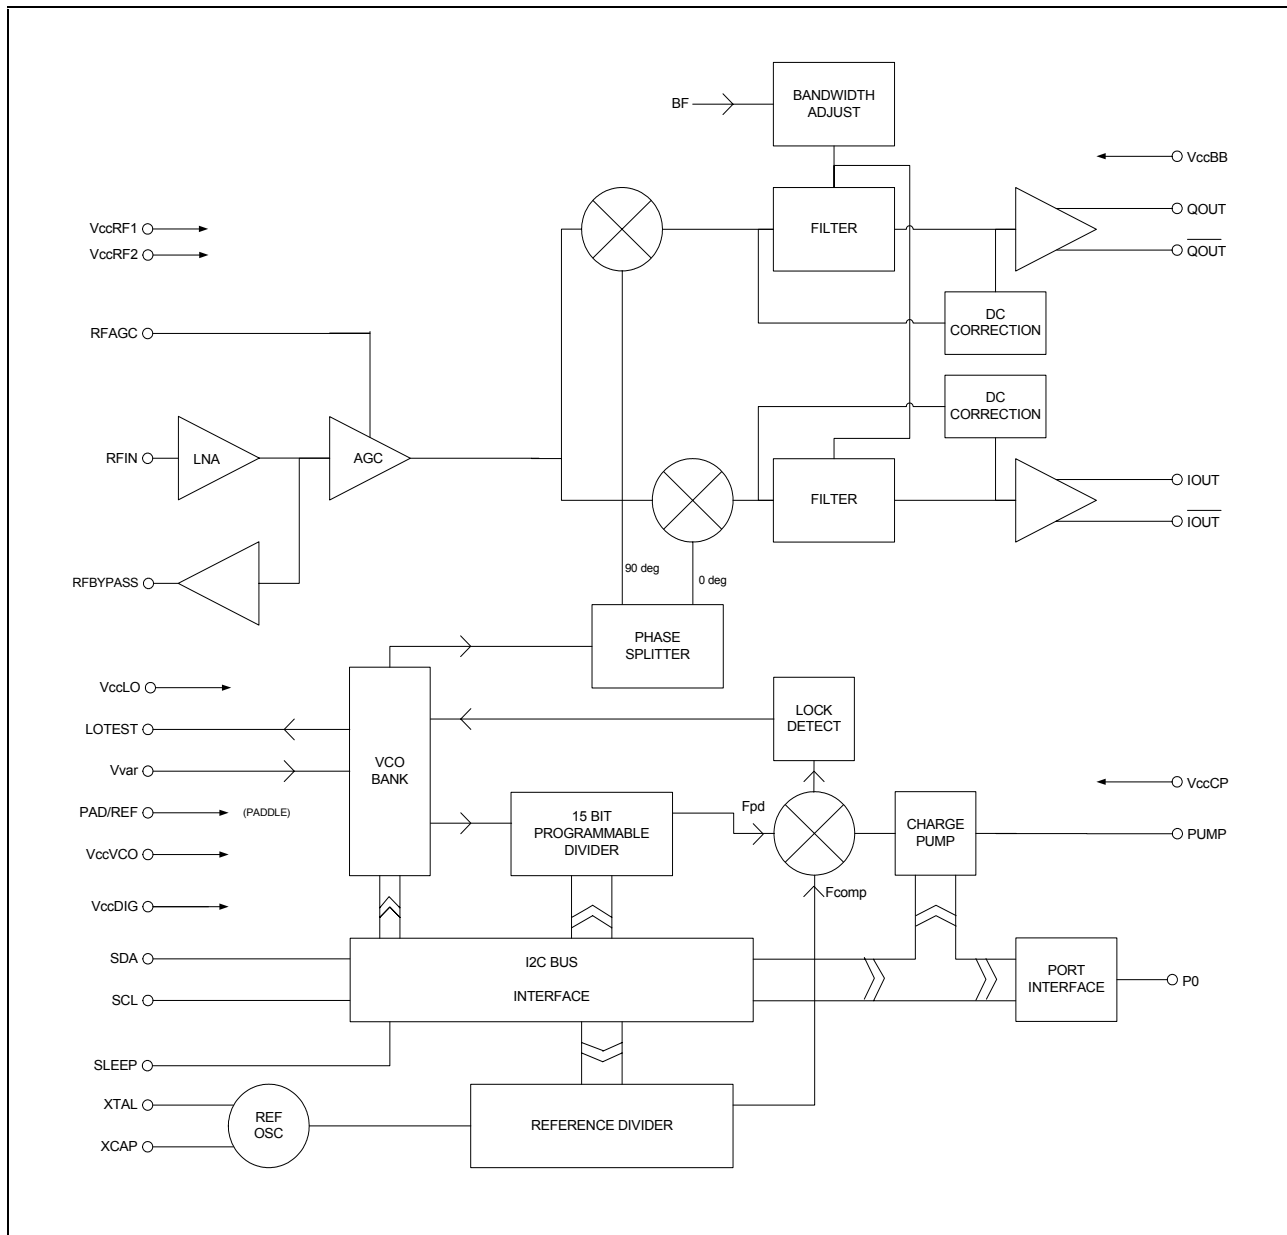 BANDWIDTH
ADJUST
BF
VccBB
VccRF1
VccRF2
QOUT
QOUT
FILTER
DC
CORRECTION
RFAGC
DC
CORRECTION
RFIN
LNA
AGC
FILTER
IOUT
IOUT
RFBYPASS
90 deg
0 deg
PHASE
SPLITTER
VccLO
LOTEST
Vvar
PAD/REF
(PADDLE)
VccVCO
VccDIG
VCO
BANK
LOCK
DETECT
15 BIT
PROGRAMMABLE
DIVIDER
Fpd
Fcomp
CHARGE
PUMP
VccCP
PUMP
SDA
SCL
SLEEP
I2C BUS
INTERFACE
PORT
INTERFACE
P0
XTAL
XCAP
REF
OSC
REFERENCE DIVIDER